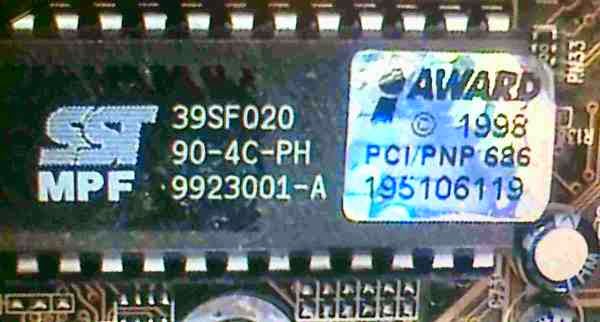 SST
MPF
39SF020
90-4C-PH
9923001-A
AWARD
© 1998
PCI/PNP 686
195106119